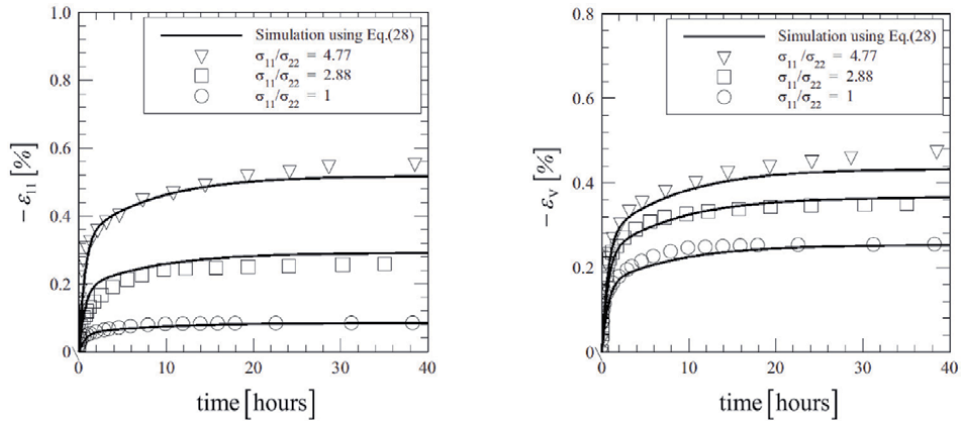 1.0
0.8
0.6
0.4
0.2
0
− ε11 [%]
0 10 20 30 40
time [hours]
Simulation using Eq.(28)
σ11/σ22 = 4.77
σ11/σ22 = 2.88
σ11/σ22 = 1
0.8
0.6
0.4
0.2
0
− εV [%]
0 10 20 30 40
time [hours]
Simulation using Eq.(28)
σ11/σ22 = 4.77
σ11/σ22 = 2.88
σ11/σ22 = 1